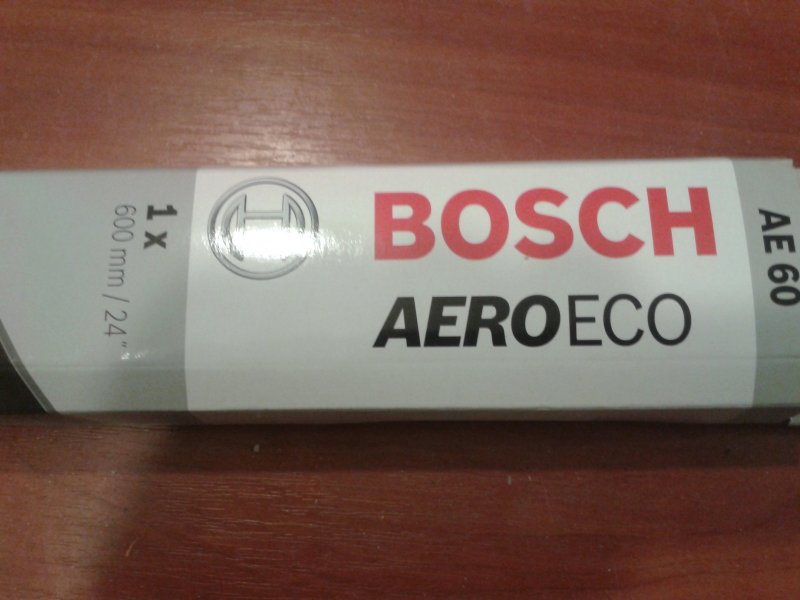 1 x
600 mm / 24"
BOSCH
AEROECO
AE 60